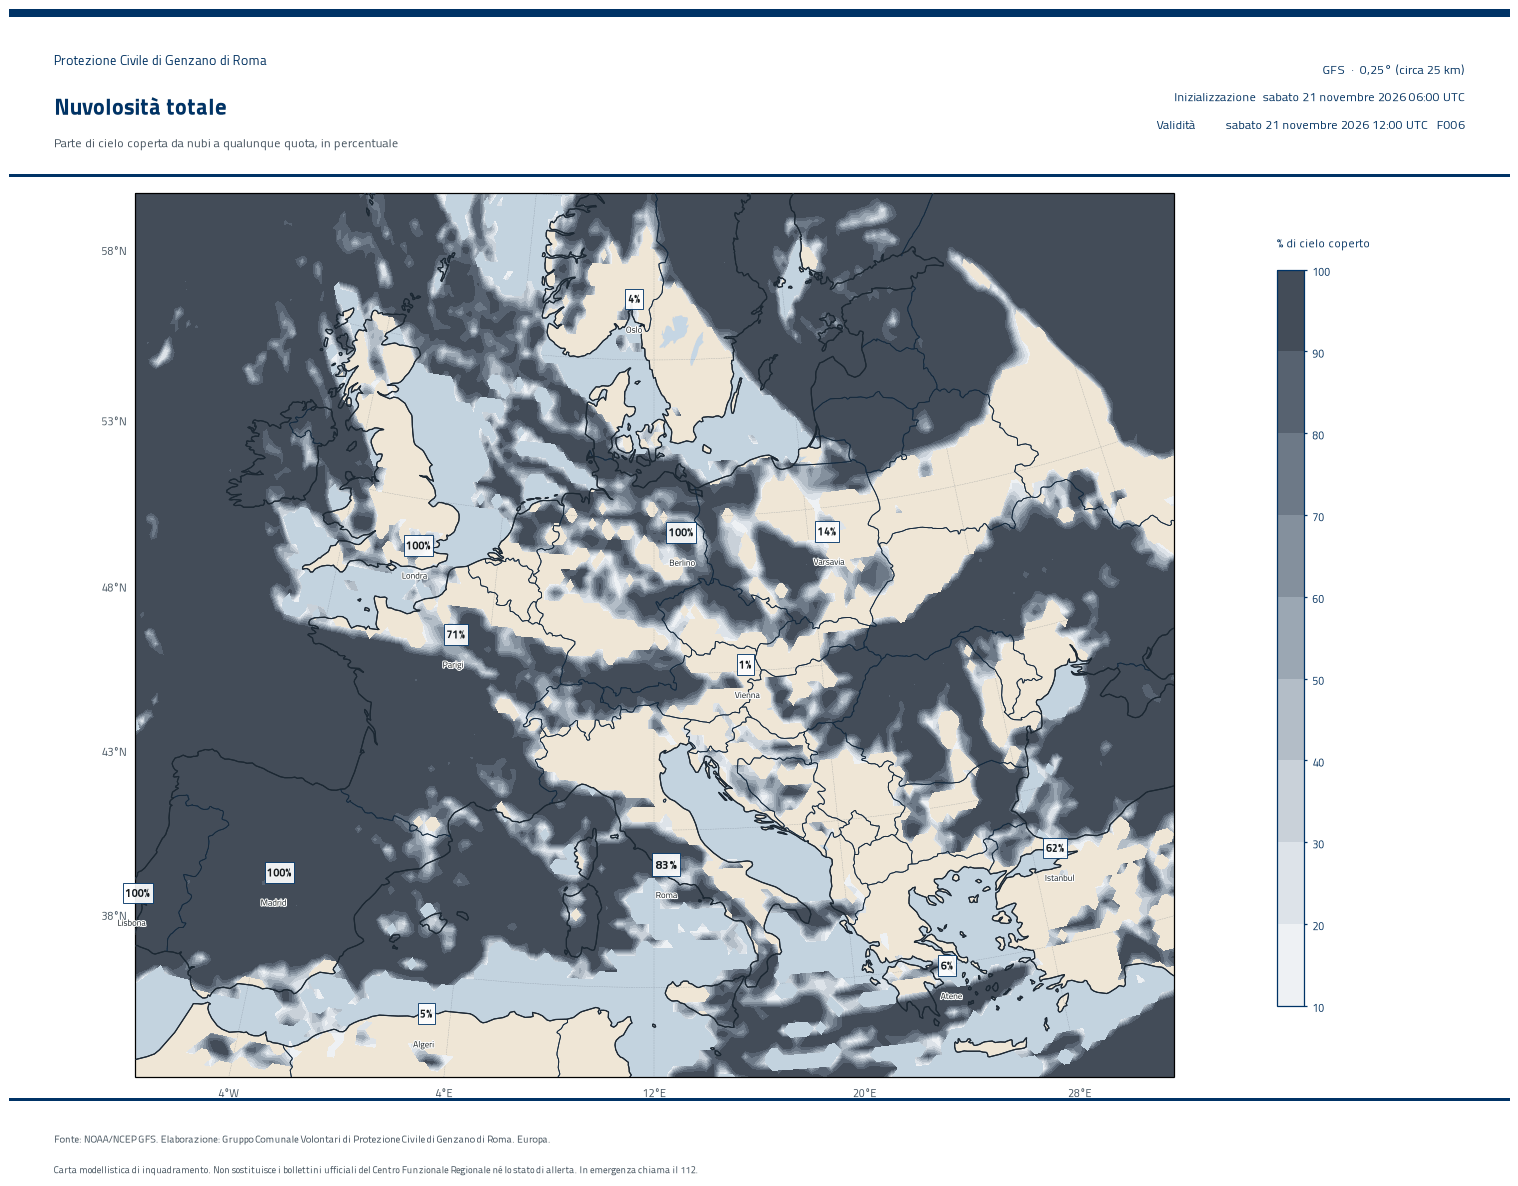 Protezione Civile di Genzano di Roma
Nuvolosità totale
Parte di cielo coperta da nubi a qualunque quota, in percentuale
GFS · 0,25° (circa 25 km)
Inizializzazione sabato 21 novembre 2026 06:00 UTC
Validità sabato 21 novembre 2026 12:00 UTC F006
58°N
53°N
48°N
43°N
38°N
4°W
4°E
12°E
20°E
28°E
4%
Oslo
100%
Londra
100%
Berlino
14%
Varsavia
71%
Parigi
1%
Vienna
100%
Madrid
100%
Lisbona
83%
Roma
62%
Istanbul
6%
Atene
5%
Algeri
% di cielo coperto
100
90
80
70
60
50
40
30
20
10
Fonte: NOAA/NCEP GFS. Elaborazione: Gruppo Comunale Volontari di Protezione Civile di Genzano di Roma. Europa.
Carta modellistica di inquadramento. Non sostituisce i bollettini ufficiali del Centro Funzionale Regionale né lo stato di allerta. In emergenza chiama il 112.